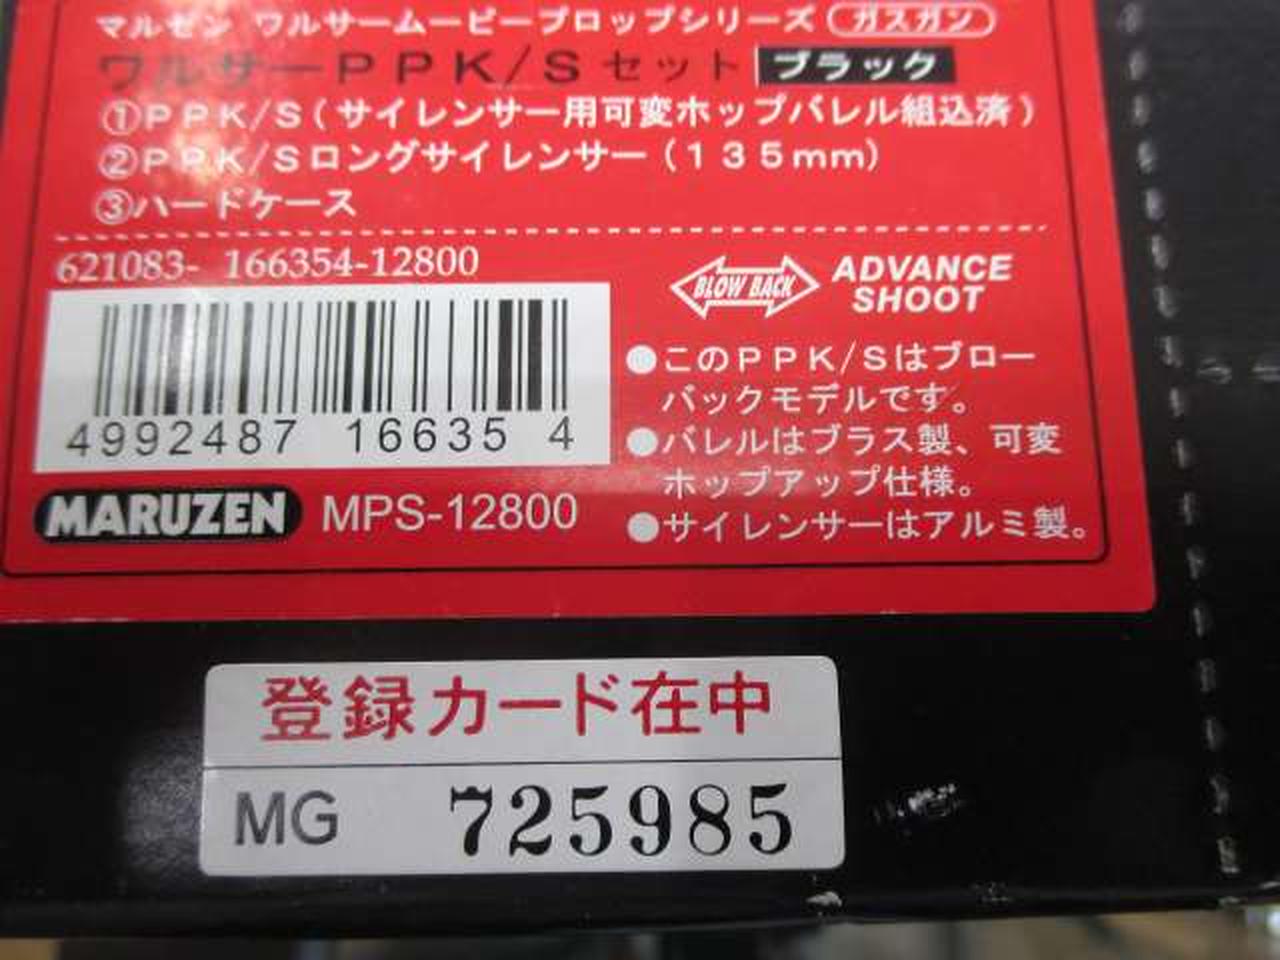 マルゼン ワルサームービープロップシリーズ ガスガン
ワルサーPPK/Sセット ブラック
①PPK/S(サイレンサー用可変ホップバレル組込済)
②PPK/Sロングサイレンサー(135mm)
③ハードケース
621083- 166354-12800
4992487 16635 4
MARUZEN MPS-12800
BLOW BACK ADVANCE
SHOOT
●このPPK/Sはブロー
バックモデルです。
●バレルはブラス製、可変
ホップアップ仕様。
●サイレンサーはアルミ製。
登録カード在中
MG 725985